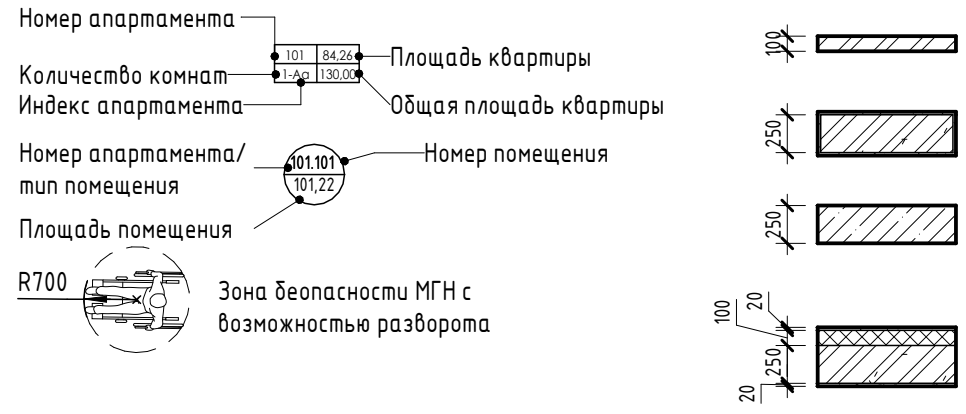 Номер апартамента
101 84,26
Площадь квартиры
Количество комнат
1-Аа 130,00
Индекс апартамента
Общая площадь квартиры
Номер апартамента/
тип помещения
101.101
101,22
Номер помещения
Площадь помещения
R700
Зона беопасности МГН с
возможностью разворота
100
250
250
20
100
250
20